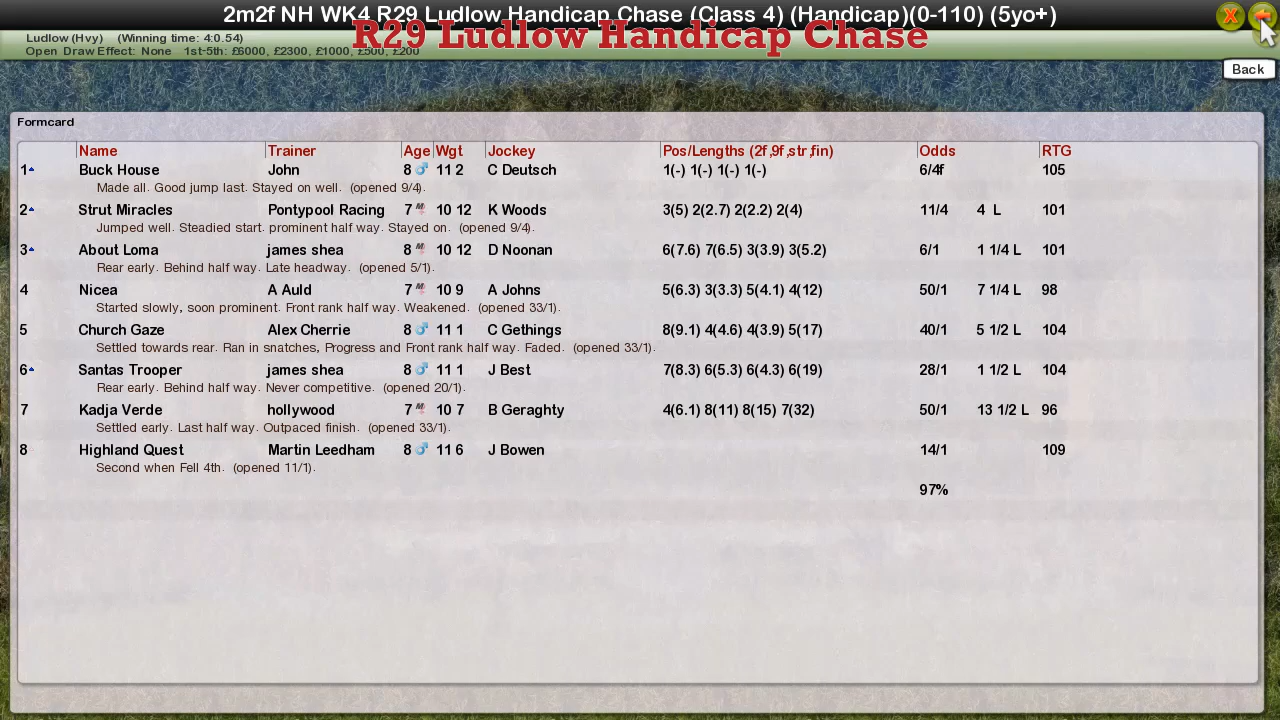 2m2f NH WK4 R29 Ludlow Handicap Chase (Class 4) (Handicap)(0-110) (5yo+)
R29 Ludlow Handicap Chase
Ludlow (Hvy) (Winning time: 4:0.54)
Open Draw Effect: None 1st-5th: £6000, £2300, £1000, £500, £200
X
Back
Formcard
Name Trainer Age Wgt Jockey Pos/Lengths (2f,9f,str,fin) Odds RTG
1 Buck House John 8 11 2 C Deutsch 1(-) 1(-) 1(-) 1(-) 6/4f 105
Made all. Good jump last. Stayed on well. (opened 9/4).
2 Strut Miracles Pontypool Racing 7 10 12 K Woods 3(5) 2(2.7) 2(2.2) 2(4) 11/4 4 L 101
Jumped well. Steadied start. prominent half way. Stayed on. (opened 9/4).
3 About Loma james shea 8 10 12 D Noonan 6(7.6) 7(6.5) 3(3.9) 3(5.2) 6/1 1 1/4 L 101
Rear early. Behind half way. Late headway. (opened 5/1).
4 Nicea A Auld 7 10 9 A Johns 5(6.3) 3(3.3) 5(4.1) 4(12) 50/1 7 1/4 L 98
Started slowly, soon prominent. Front rank half way. Weakened. (opened 33/1).
5 Church Gaze Alex Cherrie 8 11 1 C Gethings 8(9.1) 4(4.6) 4(3.9) 5(17) 40/1 5 1/2 L 104
Settled towards rear. Ran in snatches, Progress and Front rank half way. Faded. (opened 33/1).
6 Santas Trooper james shea 8 11 1 J Best 7(8.3) 6(5.3) 6(4.3) 6(19) 28/1 1 1/2 L 104
Rear early. Behind half way. Never competitive. (opened 20/1).
7 Kadja Verde hollywood 7 10 7 B Geraghty 4(6.1) 8(11) 8(15) 7(32) 50/1 13 1/2 L 96
Settled early. Last half way. Outpaced finish. (opened 33/1).
8 Highland Quest Martin Leedham 8 11 6 J Bowen 14/1 109
Second when Fell 4th. (opened 11/1).
97%